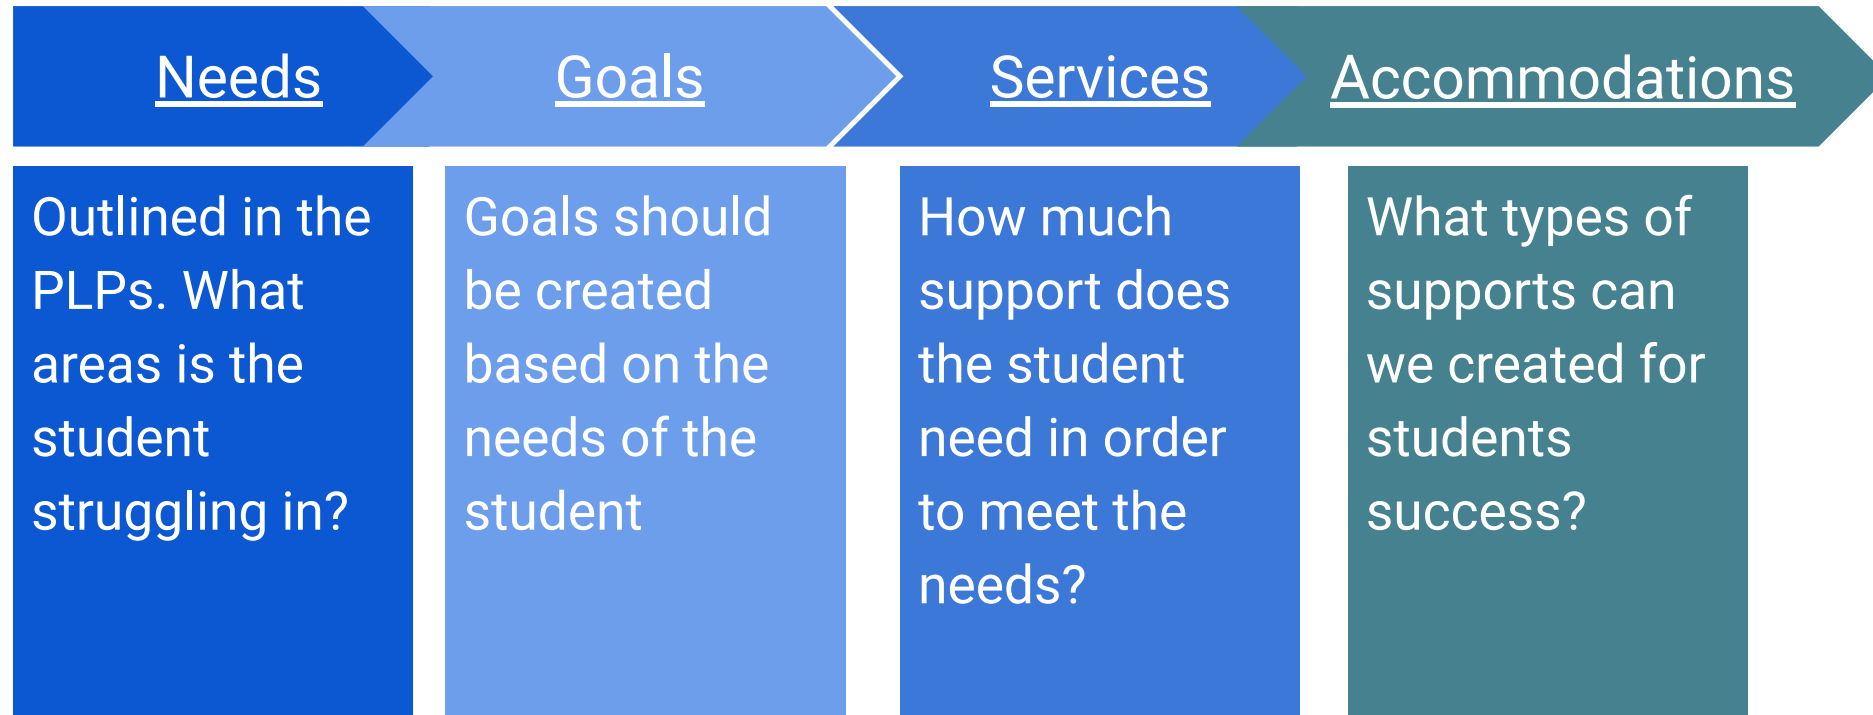 Needs
Goals
Services
Accommodations
Outlined in the
PLPs. What
areas is the
student
struggling in?
Goals should
be created
based on the
needs of the
student
How much
support does
the student
need in order
to meet the
needs?
What types of
supports can
we created for
students
success?